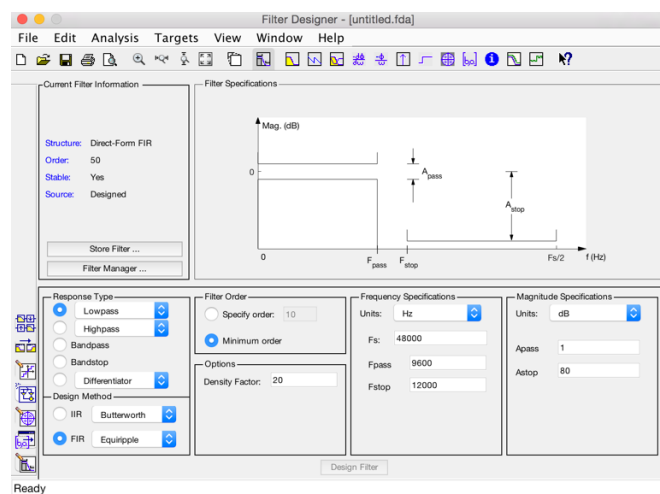 Filter Designer - [untitled.fda]
File Edit Analysis Targets View Window Help
Current Filter Information
Structure: Direct-Form FIR
Order: 50
Stable: Yes
Source: Designed
Store Filter ...
Filter Manager ...
Filter Specifications
Mag. (dB)
0
A pass
A stop
0
F pass
F stop
Fs/2
f (Hz)
Response Type
Lowpass
Highpass
Bandpass
Bandstop
Differentiator
Design Method
IIR Butterworth
FIR Equiripple
Filter Order
Specify order: 10
Minimum order
Options
Density Factor: 20
Frequency Specifications
Units: Hz
Fs: 48000
Fpass 9600
Fstop 12000
Magnitude Specifications
Units: dB
Apass 1
Astop 80
Design Filter
Ready